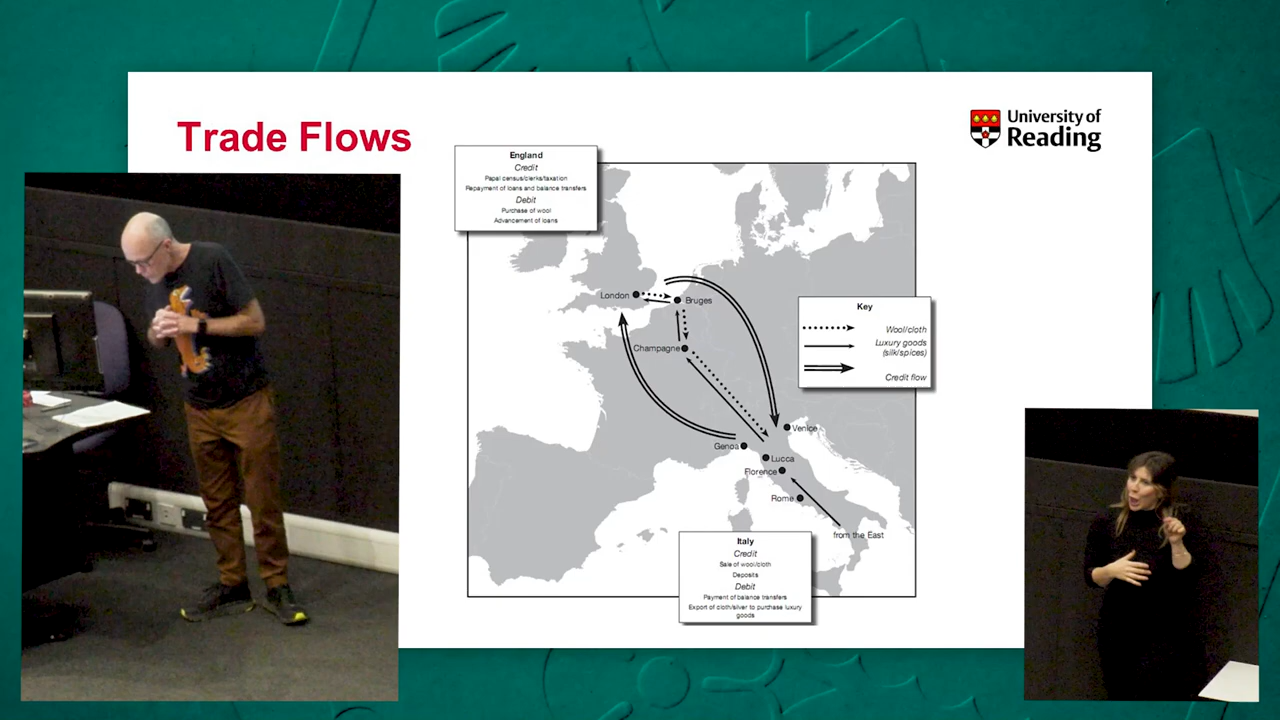 Trade Flows
University of
Reading
England
Credit
Papal census/clerks/taxation
Repayment of loans and balance transfers
Debit
Purchase of wool
Advancement of loans
London
Bruges
Champagne
Key
Wool/cloth
Luxury goods
(silk/spices)
Credit flow
Venice
Genoa
Lucca
Florence
Rome
from the East
Italy
Credit
Sale of wool/cloth
Deposits
Debit
Payment of balance transfers
Export of cloth/silver to purchase luxury
goods